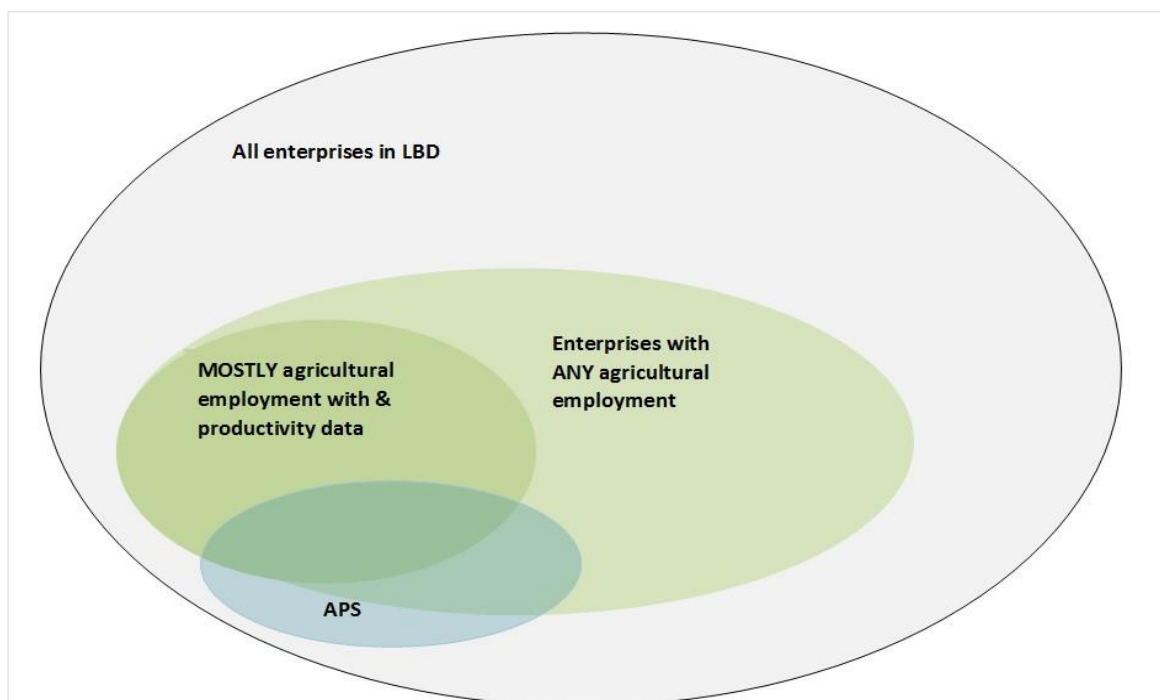 All enterprises in LBD
Enterprises with
ANY agricultural
employment
MOSTLY agricultural
employment with &
productivity data
APS